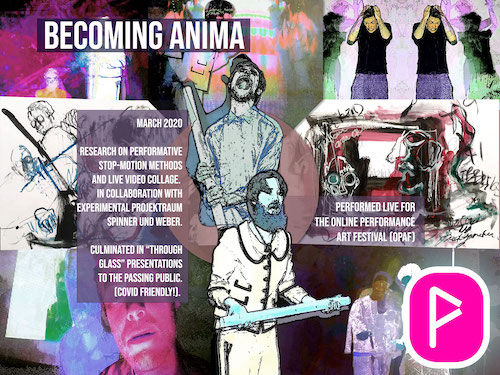 BECOMING ANIMA
MARCH 2020
RESEARCH ON PERFORMATIVE
STOP-MOTION METHODS
AND LIVE VIDEO COLLAGE.
IN COLLABORATION WITH
EXPERIMENTAL PROJEKTRAUM
SPINNER UND WEBER.
CULMINATED IN "THROUGH
GLASS" PRESENTATIONS
TO THE PASSING PUBLIC.
(COVID FRIENDLY!).
PERFORMED LIVE FOR
THE ONLINE PERFORMANCE
ART FESTIVAL (OPAF)
P